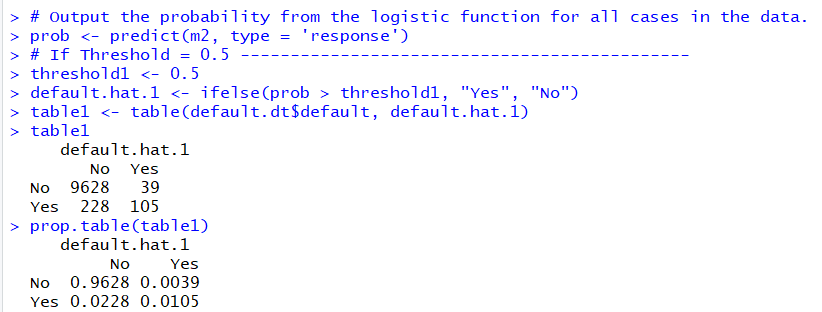 > # Output the probability from the logistic function for all cases in the data.
> prob <- predict(m2, type = 'response')
> # If Threshold = 0.5 ---------------------------------------------
> threshold1 <- 0.5
> default.hat.1 <- ifelse(prob > threshold1, "Yes", "No")
> table1 <- table(default.dt$default, default.hat.1)
> table1
     default.hat.1
        No  Yes
  No  9628   39
  Yes  228  105
> prop.table(table1)
     default.hat.1
          No    Yes
  No  0.9628 0.0039
  Yes 0.0228 0.0105